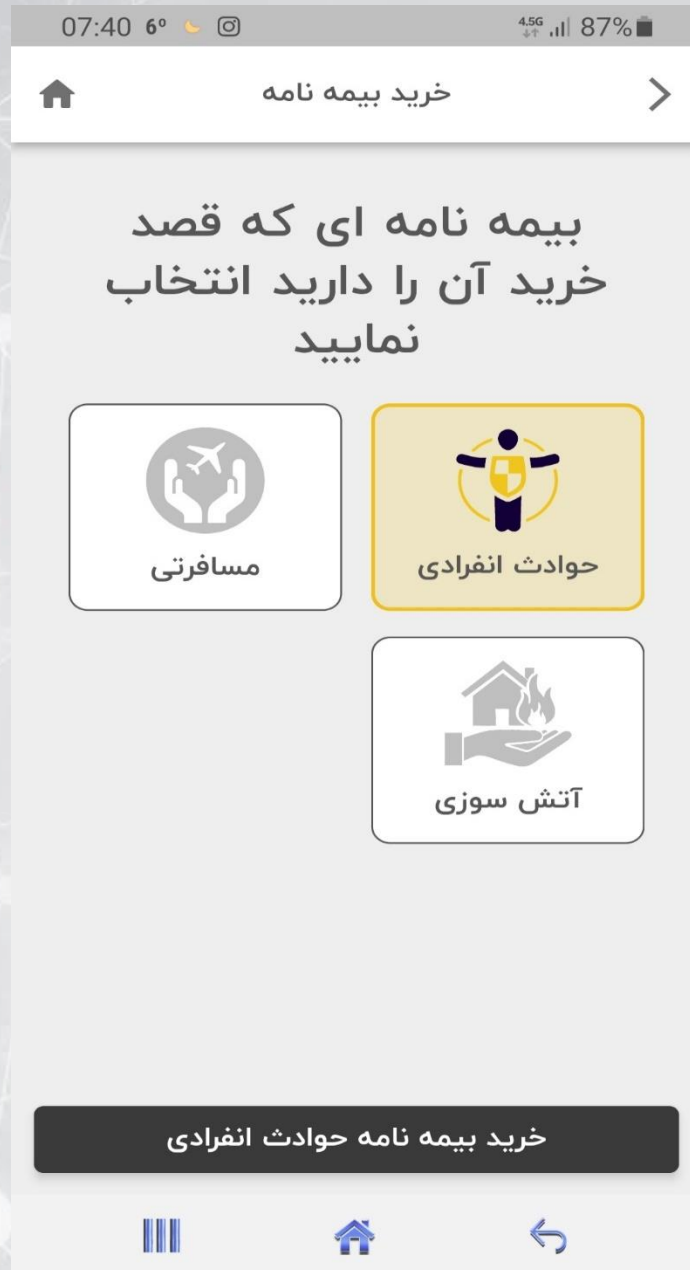 07:40 6° 4.5G 87%
خرید بیمه نامه
بیمه نامه ای که قصد
خرید آن را دارید انتخاب
نمایید
حوادث انفرادی
مسافرتی
آتش سوزی
خرید بیمه نامه حوادث انفرادی